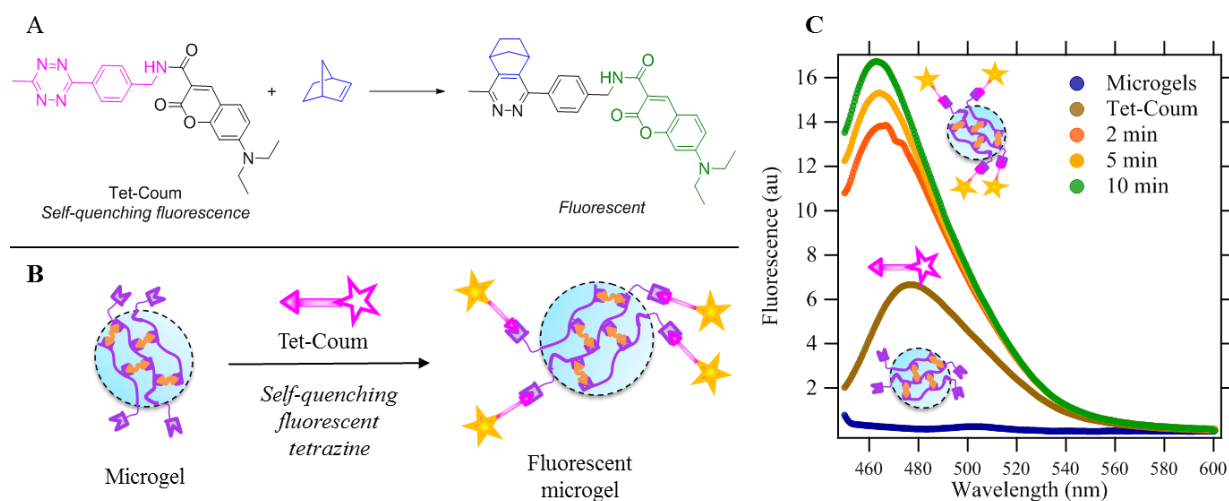 A
HN
O
N N
N N
O O
N
+
Tet-Coum
Self-quenching fluorescence
HN
O
N N
O O
N
Fluorescent
B
Tet-Coum
Self-quenching
fluorescent
tetrazine
Microgel
Fluorescent
microgel
C
Fluorescence (au)
16
14
12
10
8
6
4
2
Microgels
Tet-Coum
2 min
5 min
10 min
460 480 500 520 540 560 580 600
Wavelength (nm)